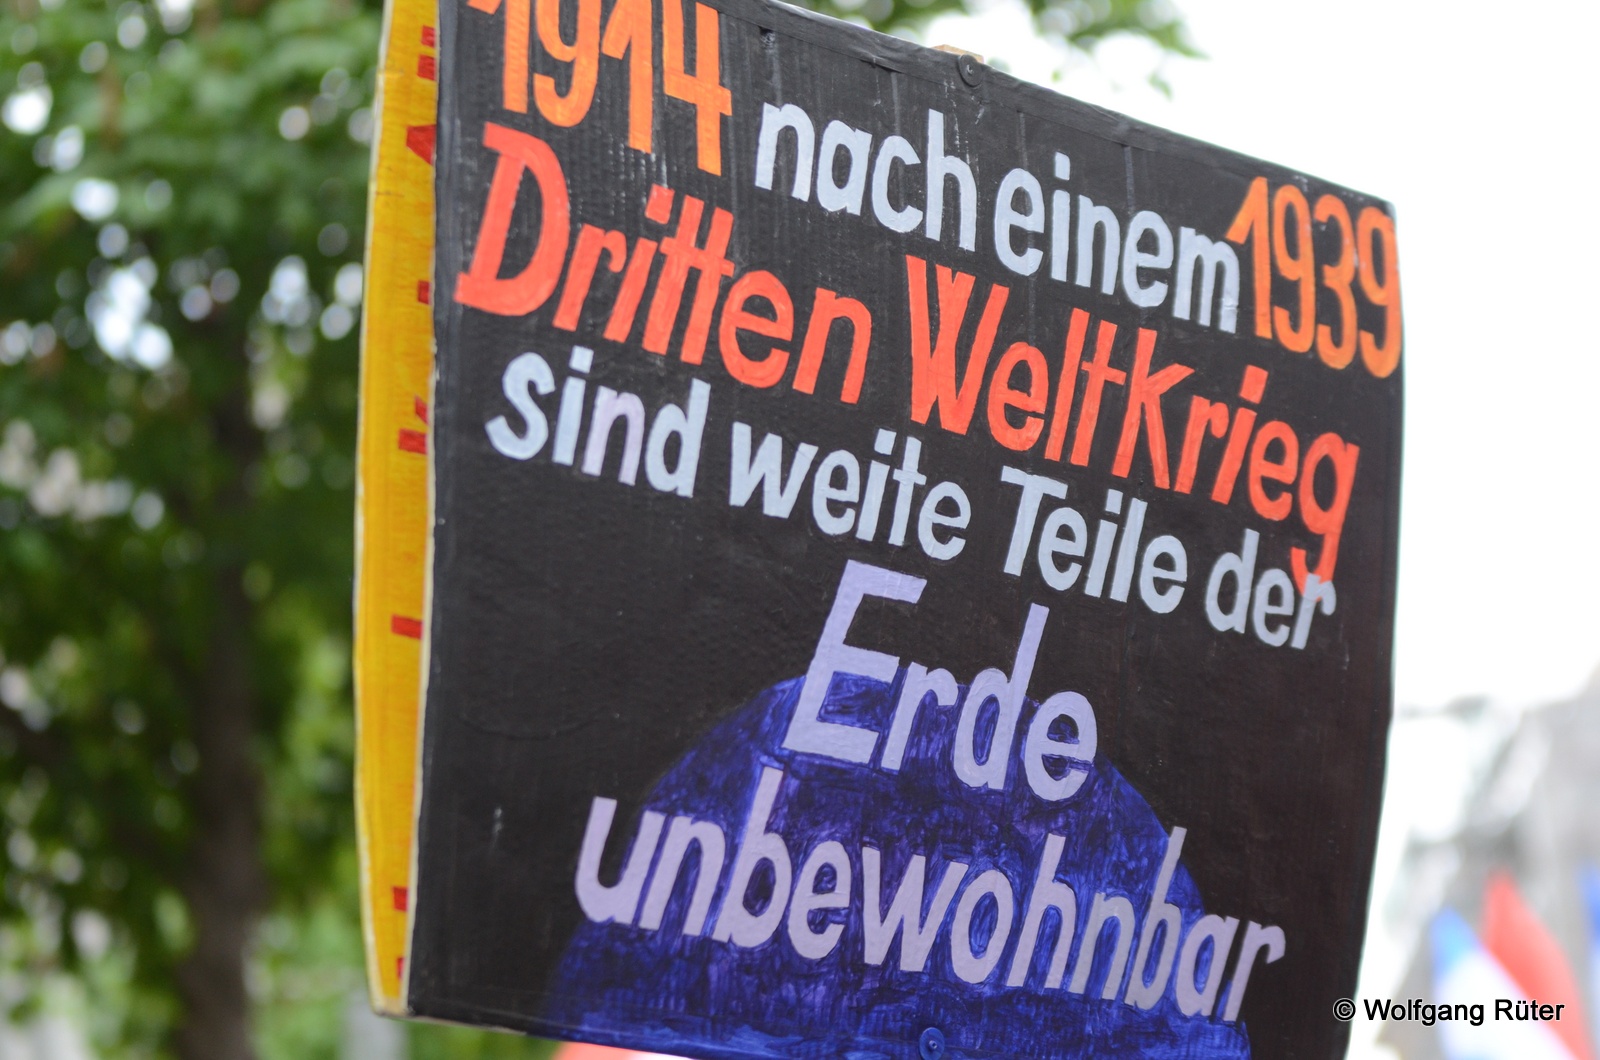 1914 nach einem 1939
Dritten Weltkrieg
sind weite Teile der
Erde
unbewohnbar
© Wolfgang Rüter